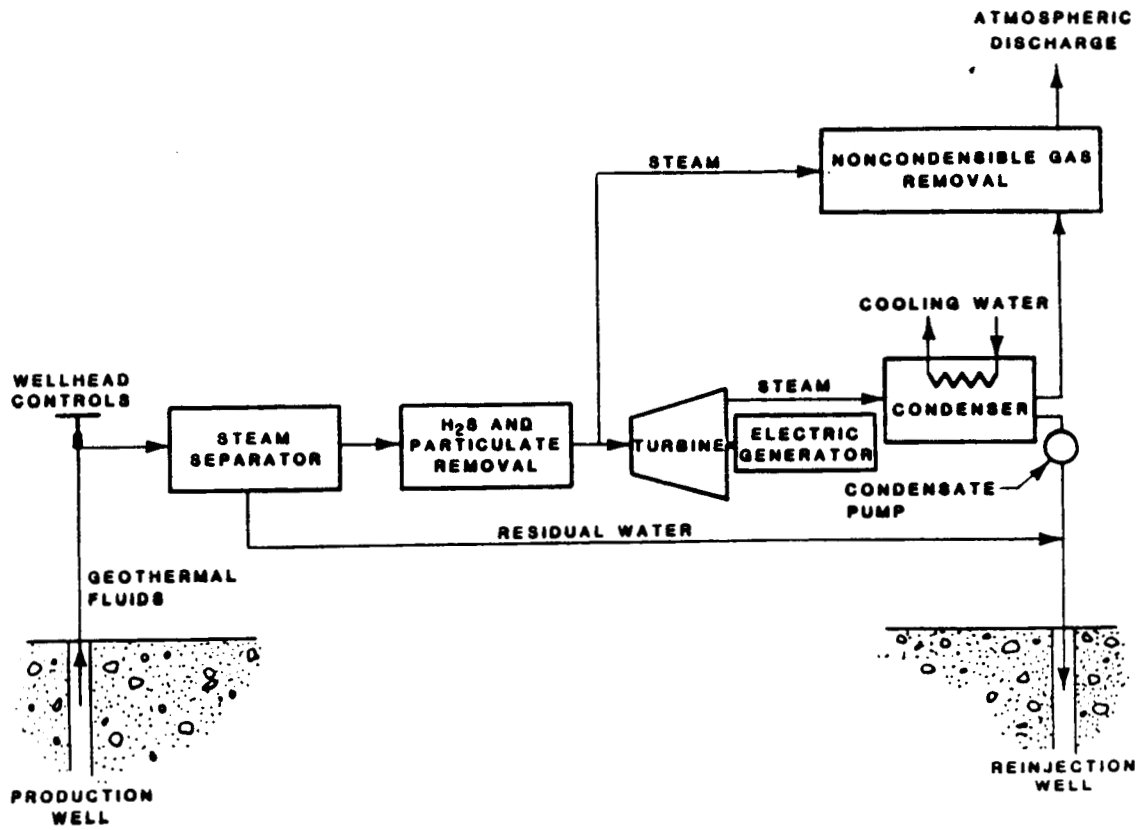 ATMOSPHERIC
DISCHARGE
STEAM
NONCONDENSIBLE GAS
REMOVAL
COOLING WATER
WELLHEAD
CONTROLS
STEAM
CONDENSER
STEAM
SEPARATOR
H₂S AND
PARTICULATE
REMOVAL
TURBINE
ELECTRIC
GENERATOR
CONDENSATE
PUMP
RESIDUAL WATER
GEOTHERMAL
FLUIDS
REINJECTION
WELL
PRODUCTION
WELL